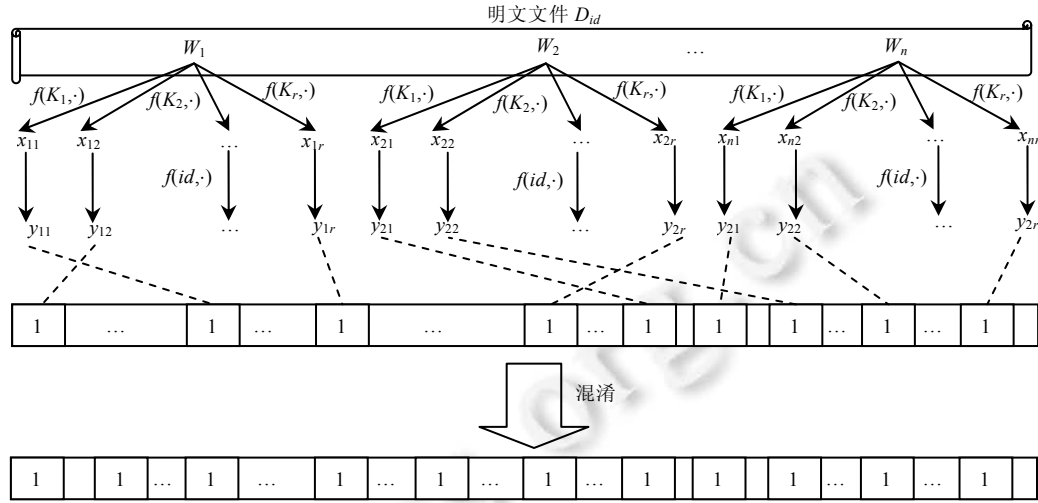 明文文件 D_id
W_1 W_2 … W_n
f(K_1,·) f(K_2,·) f(K_r,·) f(K_1,·) f(K_2,·) f(K_r,·) f(K_1,·) f(K_2,·) f(K_r,·)
x_11 x_12 … x_1r x_21 x_22 … x_2r x_n1 x_n2 … x_nr
f(id,·) f(id,·) f(id,·)
y_11 y_12 … y_1r y_21 y_22 … y_2r y_21 y_22 … y_2r
1 … 1 … 1 … 1 … 1 1 1 … 1 … 1
混淆
1 1 … 1 … 1 … 1 … 1 … 1 1 1 … 1 … 1